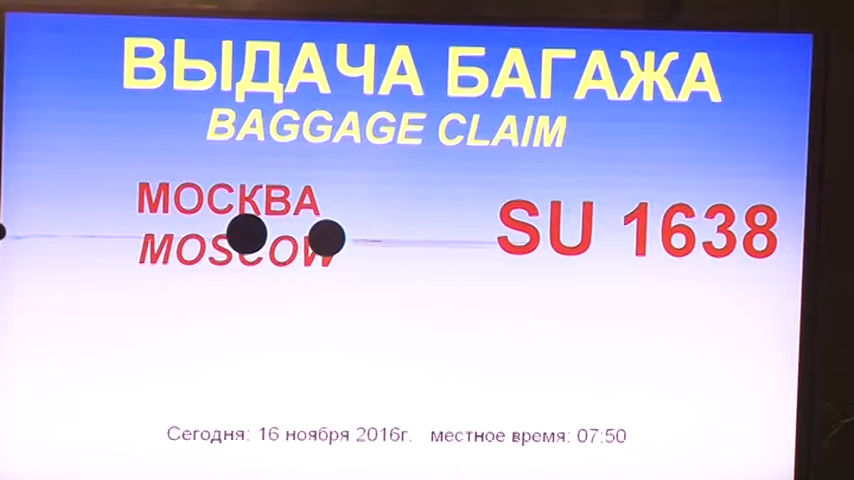 ВЫДАЧА БАГАЖА
BAGGAGE CLAIM
МОСКВА
MOSCOW
SU 1638
Сегодня: 16 ноября 2016г. местное время: 07:50